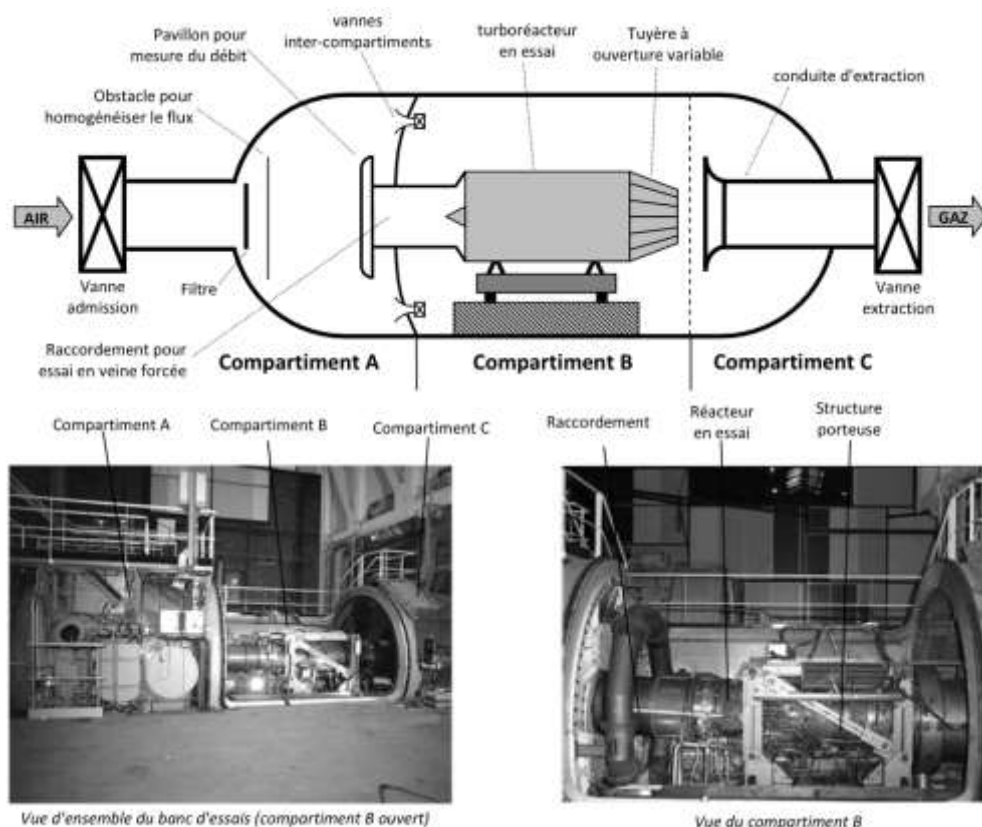 vannes
inter-compartiments
Pavillon pour
mesure du débit
turboréacteur
en essai
Tuyère à
ouverture variable
conduite d'extraction
Obstacle pour
homogénéiser le flux
AIR
GAZ
Vanne
admission
Filtre
Vanne
extraction
Raccordement pour
essai en veine forcée
Compartiment A
Compartiment B
Compartiment C
Compartiment A
Compartiment B
Compartiment C
Raccordement
Réacteur
en essai
Structure
porteuse
Vue d'ensemble du banc d'essais (compartiment B ouvert)
Vue du compartiment B